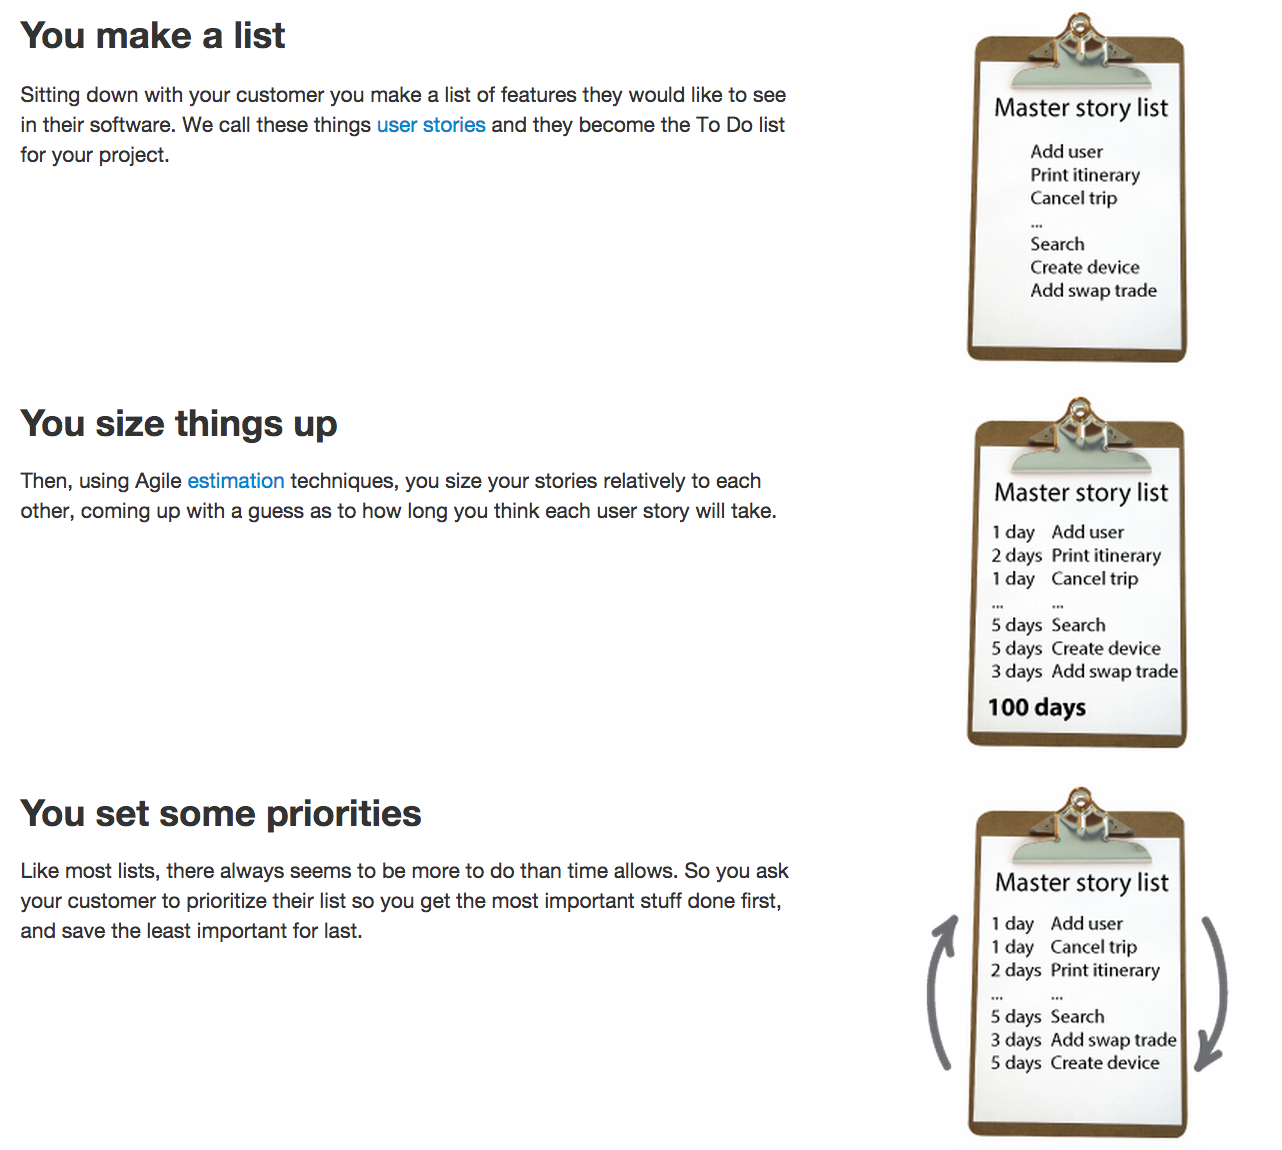 You make a list
Sitting down with your customer you make a list of features they would like to see
in their software. We call these things user stories and they become the To Do list
for your project.
Master story list
Add user
Print itinerary
Cancel trip
...
Search
Create device
Add swap trade
You size things up
Then, using Agile estimation techniques, you size your stories relatively to each
other, coming up with a guess as to how long you think each user story will take.
Master story list
1 day Add user
2 days Print itinerary
1 day Cancel trip
... ...
5 days Search
5 days Create device
3 days Add swap trade
100 days
You set some priorities
Like most lists, there always seems to be more to do than time allows. So you ask
your customer to prioritize their list so you get the most important stuff done first,
and save the least important for last.
Master story list
1 day Add user
1 day Cancel trip
2 days Print itinerary
... ...
5 days Search
3 days Add swap trade
5 days Create device